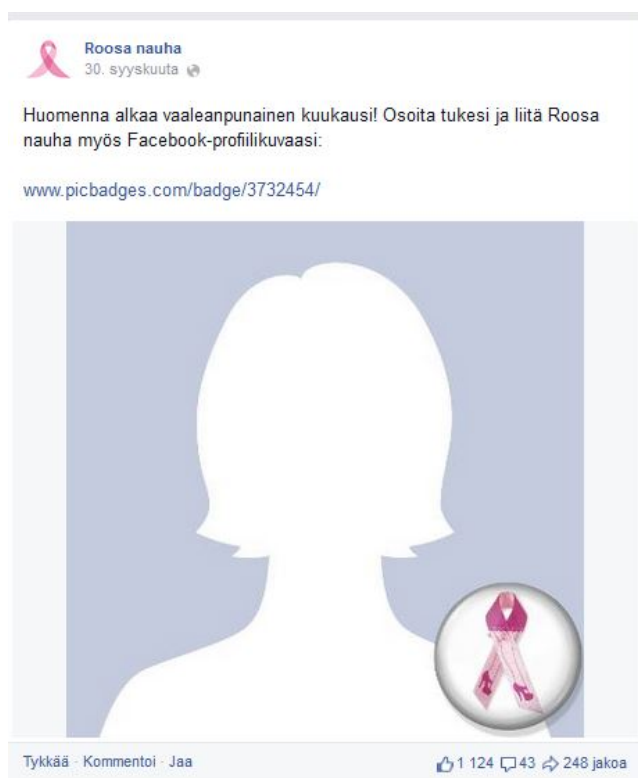 Roosa nauha
30. syyskuuta
Huomenna alkaa vaaleanpunainen kuukausi! Osoita tukesi ja liitä Roosa
nauha myös Facebook-profiilikuvaasi:
www.picbadges.com/badge/3732454/
Tykkää · Kommentoi · Jaa 1 124 43 248 jakoa